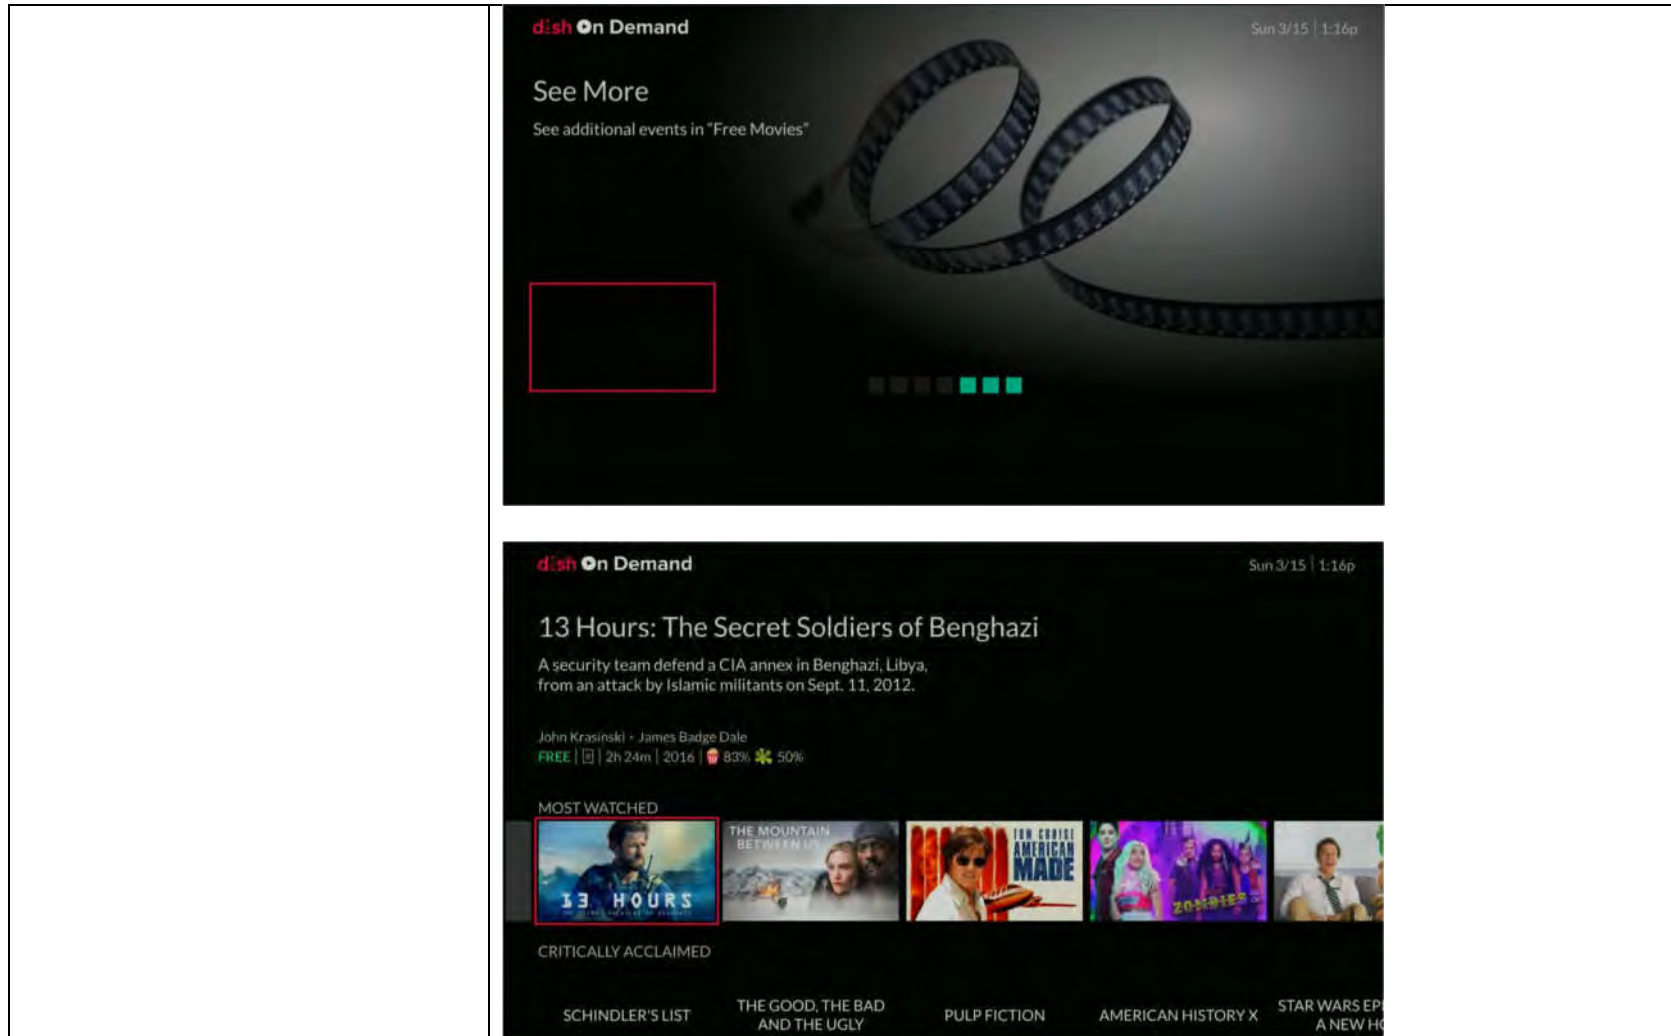 dish On Demand
Sun 3/15 | 1:16p
See More
See additional events in "Free Movies"
dish On Demand
Sun 3/15 | 1:16p
13 Hours: The Secret Soldiers of Benghazi
A security team defend a CIA annex in Benghazi, Libya,
from an attack by Islamic militants on Sept. 11, 2012.
John Krasinski • James Badge Dale
FREE | R | 2h 24m | 2016 | 83% 50%
MOST WATCHED
13 HOURS
THE MOUNTAIN
BETWEEN US
TOM CRUISE
AMERICAN
MADE
ZOMBIES
CRITICALLY ACCLAIMED
SCHINDLER'S LIST
THE GOOD, THE BAD
AND THE UGLY
PULP FICTION
AMERICAN HISTORY X
STAR WARS EP
A NEW HO